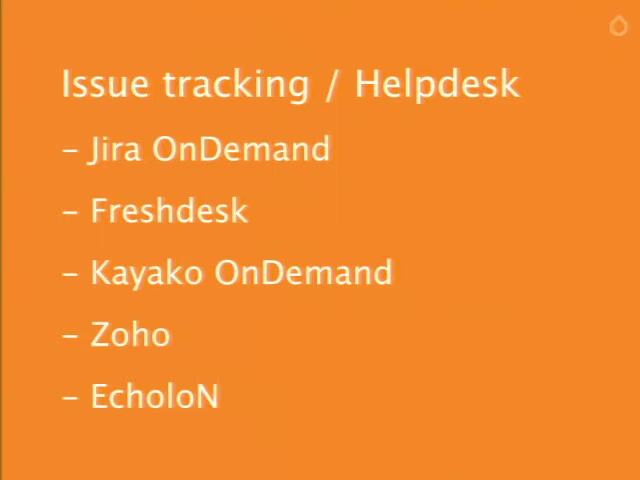 Issue tracking / Helpdesk
- Jira OnDemand
- Freshdesk
- Kayako OnDemand
- Zoho
- EcholoN